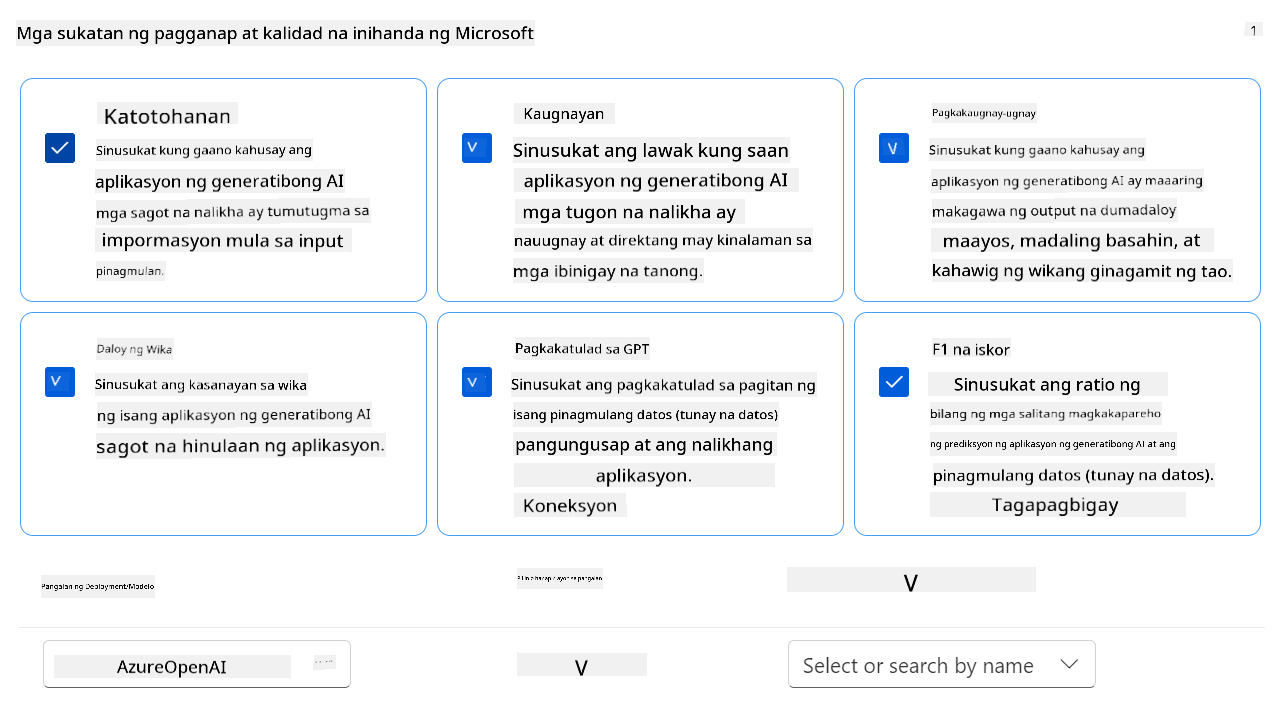 Mga sukatan ng pagganap at kalidad na inihanda ng Microsoft
1
Katotohanan
Sinusukat kung gaano kahusay ang
aplikasyon ng generatibong AI
mga sagot na nalikha ay tumutugma sa
impormasyon mula sa input
pinagmulan.
V
Kaugnayan
Sinusukat ang lawak kung saan
aplikasyon ng generatibong AI
mga tugon na nalikha ay
nauugnay at direktang may kinalaman sa
mga ibinigay na tanong.
V
Pagkakaugnay-ugnay
Sinusukat kung gaano kahusay ang
aplikasyon ng generatibong AI ay maaaring
makagawa ng output na dumadaloy
maayos, madaling basahin, at
kahawig ng wikang ginagamit ng tao.
V
Daloy ng Wika
Sinusukat ang kasanayan sa wika
ng isang aplikasyon ng generatibong AI
sagot na hinulaan ng aplikasyon.
V
Pagkakatulad sa GPT
Sinusukat ang pagkakatulad sa pagitan ng
isang pinagmulang datos (tunay na datos)
pangungusap at ang nalikhang
aplikasyon.
Koneksyon
F1 na iskor
Sinusukat ang ratio ng
bilang ng mga salitang magkakapareho
ng prediksyon ng aplikasyon ng generatibong AI at ang
pinagmulang datos (tunay na datos).
Tagapagbigay
Pangalan ng Deployment/Modelo
V
AzureOpenAI
V
Select or search by name